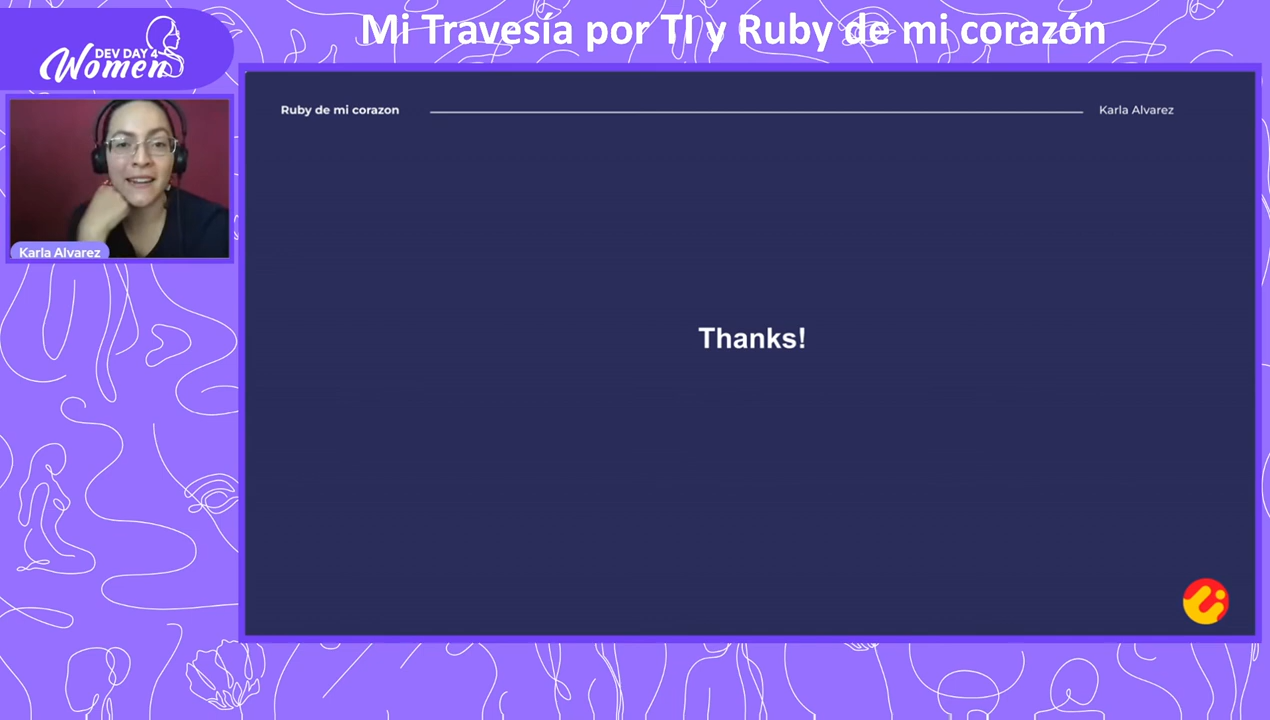 Mi Travesía por TI y Ruby de mi corazón
DEV DAY 4
Women
Ruby de mi corazon
Karla Alvarez
Karla Alvarez
Thanks!